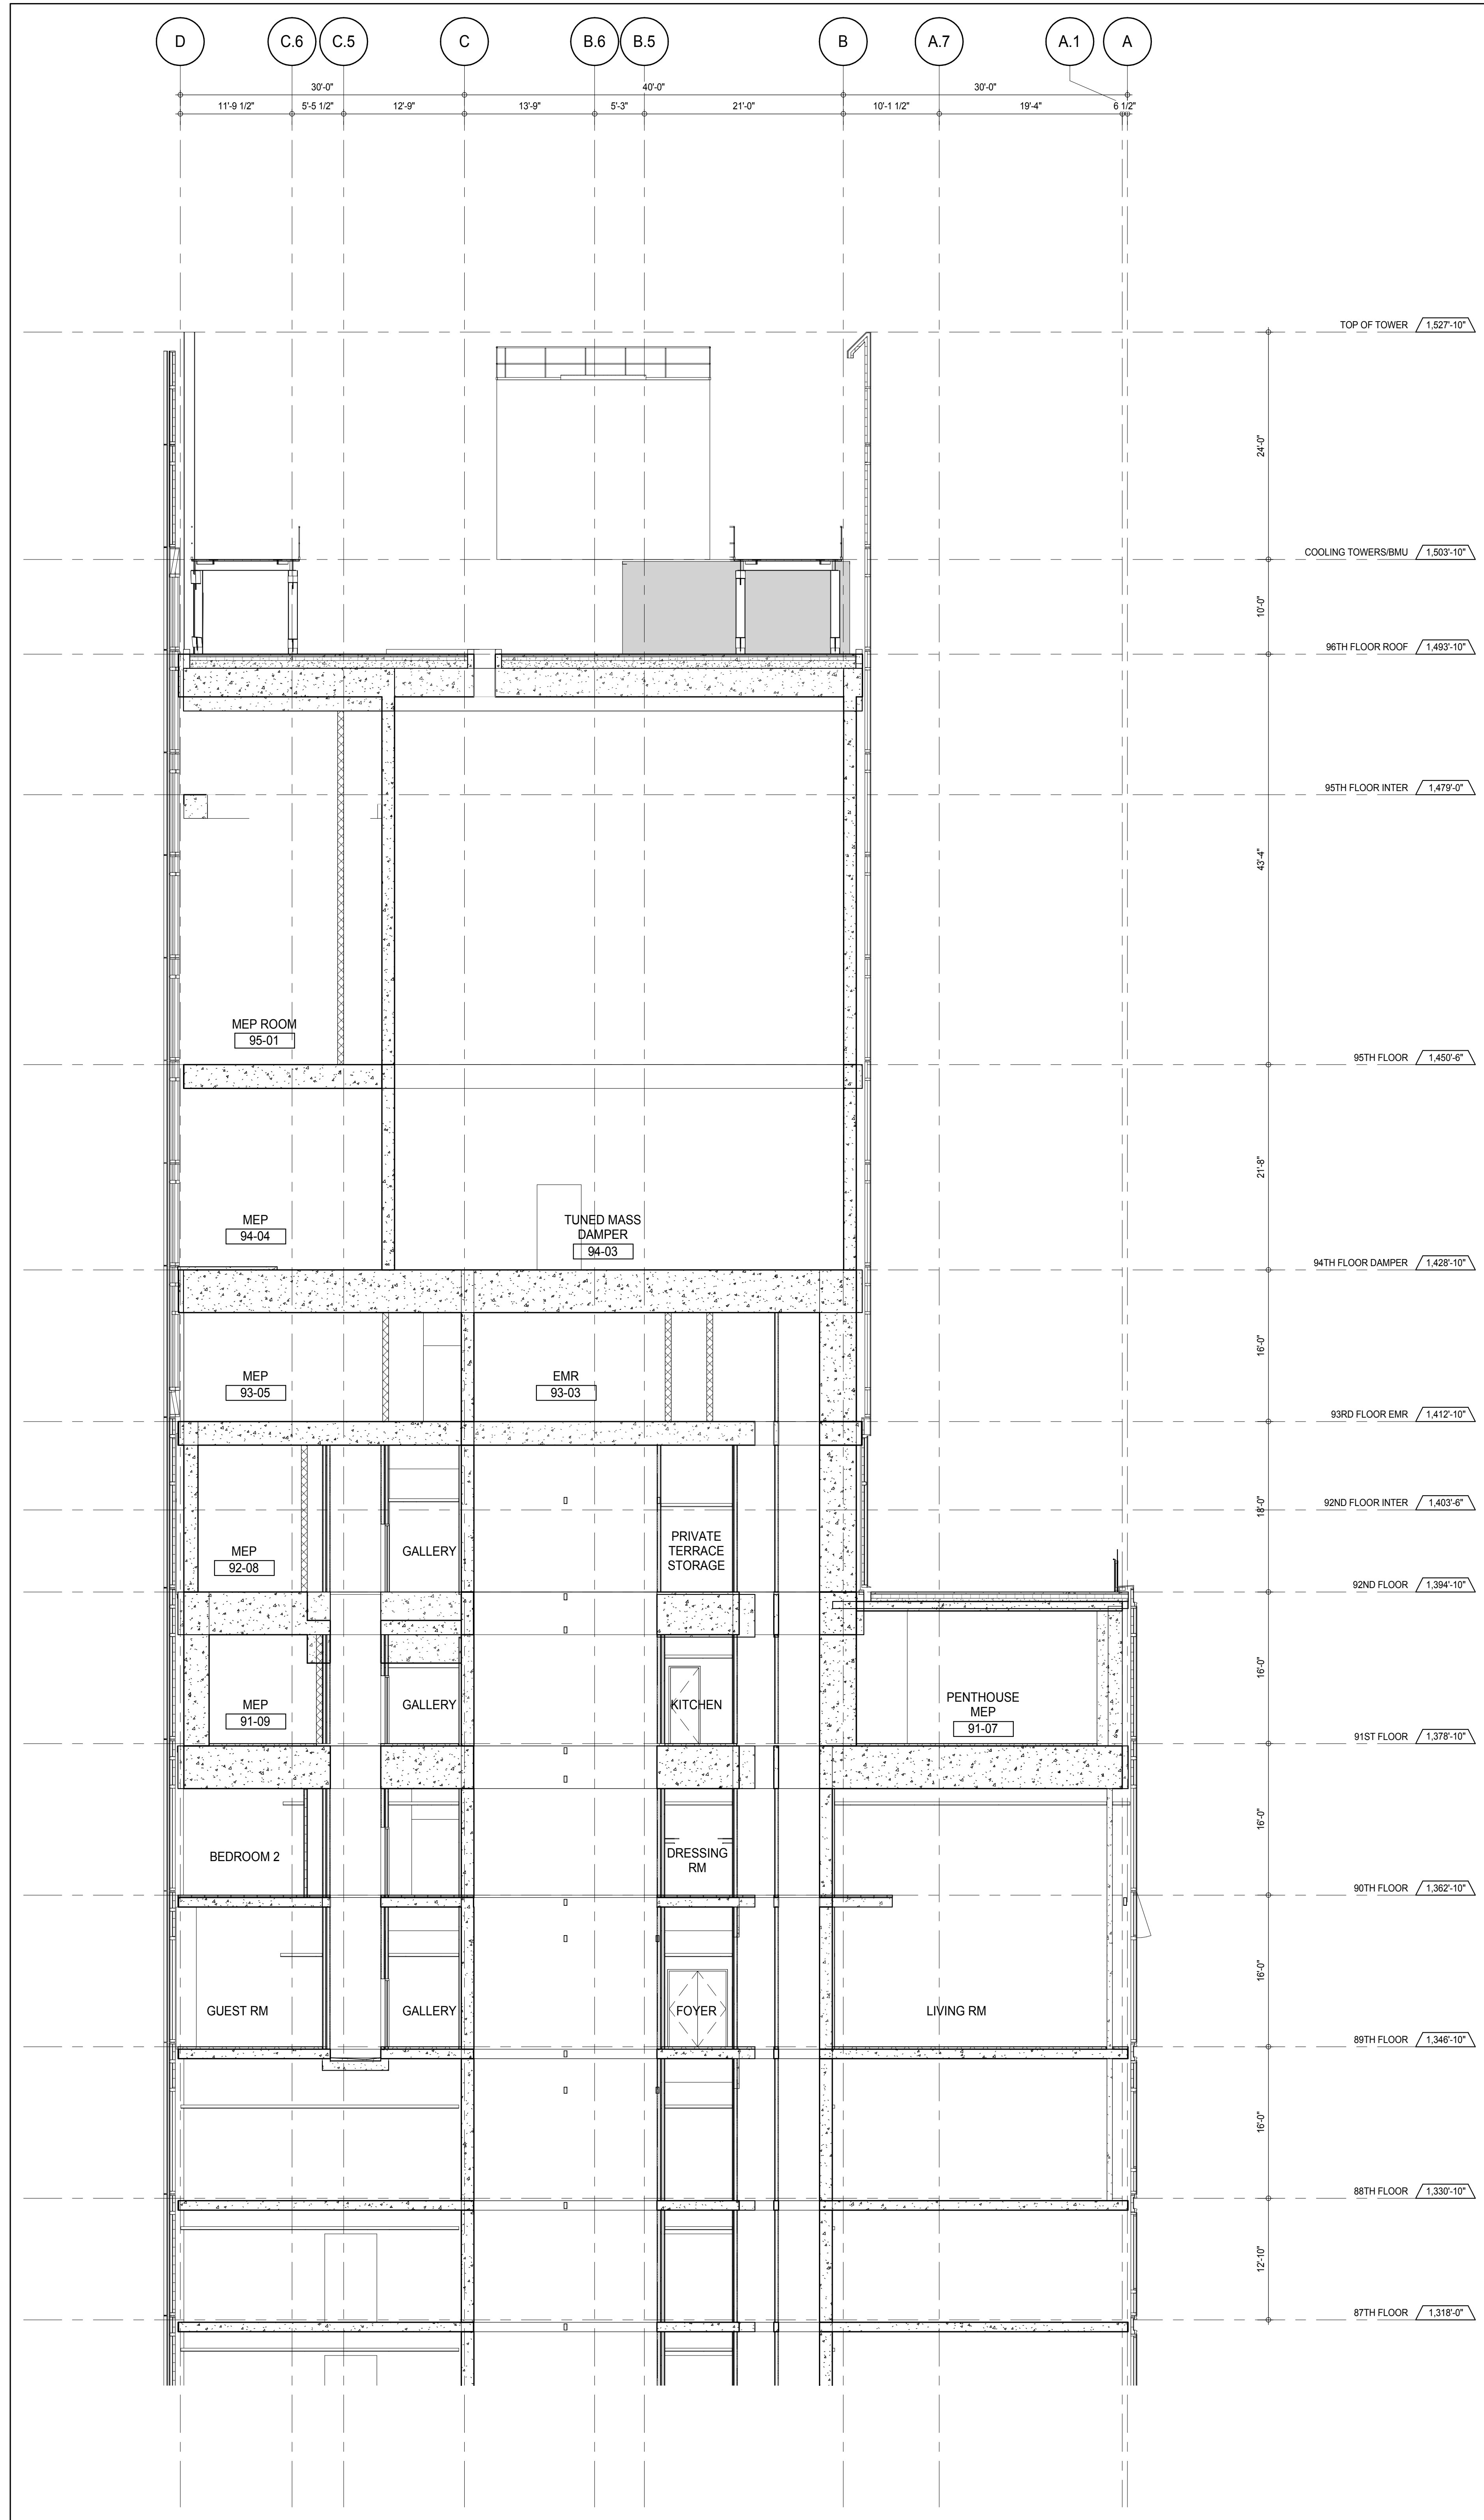 D C.6 C.5 C B.6 B.5 B A.7 A.1 A
30'-0" 40'-0" 30'-0"
11'-9 1/2" 5'-5 1/2" 12'-9" 13'-9" 5'-3" 21'-0" 10'-1 1/2" 19'-4" 6 1/2"
TOP OF TOWER 1,527'-10"
24'-0"
COOLING TOWERS/BMU 1,503'-10"
10'-0"
96TH FLOOR ROOF 1,493'-10"
95TH FLOOR INTER 1,479'-0"
43'-4"
MEP ROOM
95-01
95TH FLOOR 1,450'-6"
21'-8"
MEP
94-04
TUNED MASS
DAMPER
94-03
94TH FLOOR DAMPER 1,428'-10"
16'-0"
MEP
93-05
EMR
93-03
93RD FLOOR EMR 1,412'-10"
92ND FLOOR INTER 1,403'-6"
18'-0"
MEP
92-08
GALLERY
PRIVATE
TERRACE
STORAGE
92ND FLOOR 1,394'-10"
16'-0"
MEP
91-09
GALLERY
KITCHEN
PENTHOUSE
MEP
91-07
91ST FLOOR 1,378'-10"
16'-0"
BEDROOM 2
DRESSING
RM
90TH FLOOR 1,362'-10"
16'-0"
GUEST RM
GALLERY
FOYER
LIVING RM
89TH FLOOR 1,346'-10"
16'-0"
88TH FLOOR 1,330'-10"
12'-10"
87TH FLOOR 1,318'-0"